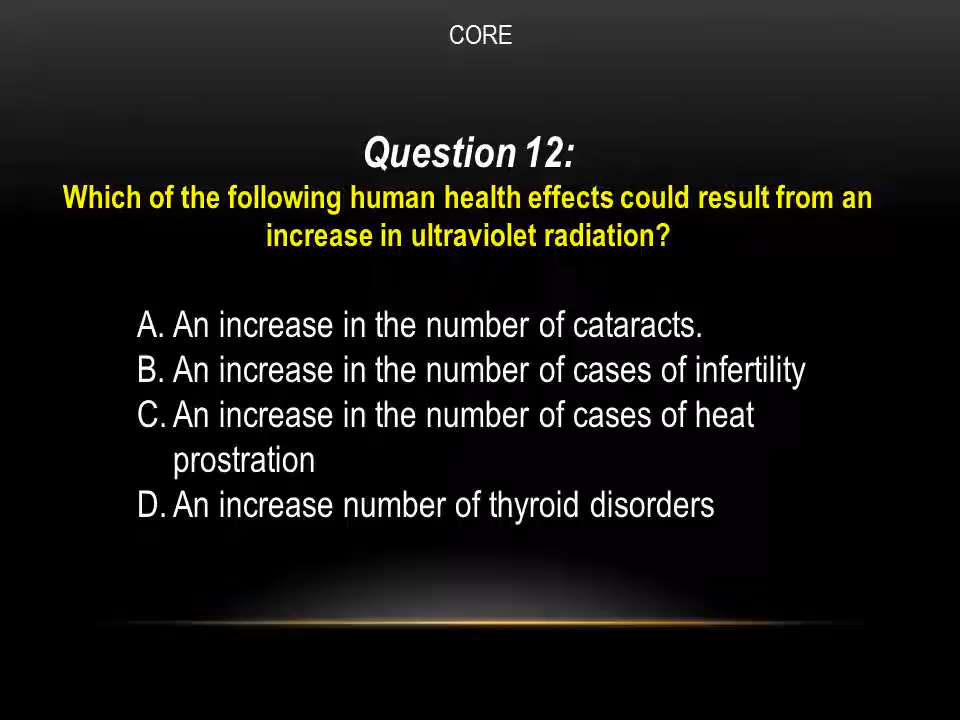 CORE
Question 12:
Which of the following human health effects could result from an
increase in ultraviolet radiation?
A. An increase in the number of cataracts.
B. An increase in the number of cases of infertility
C. An increase in the number of cases of heat
prostration
D. An increase number of thyroid disorders